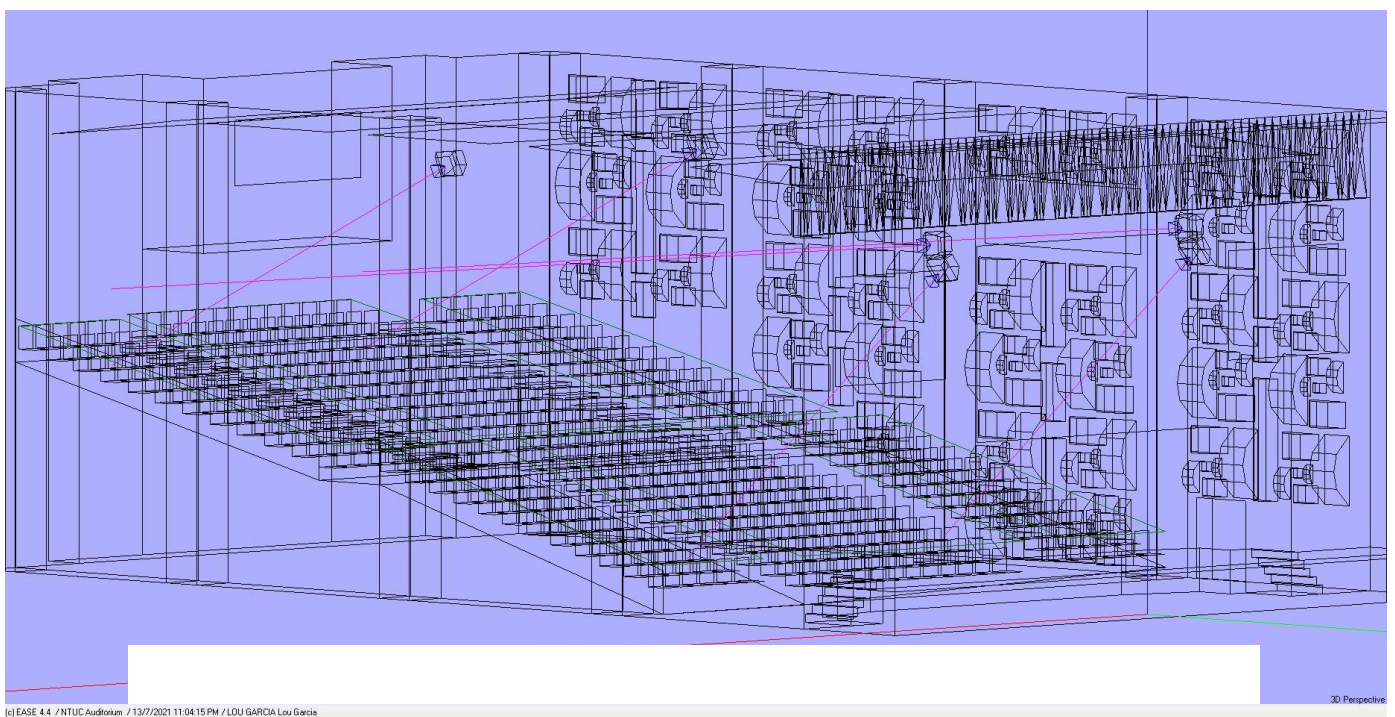 3D Perspective
(c) EASE 4.4 / NTUC Auditorium / 13/7/2021 11:04:15 PM / LOU GARCIA Lou Garcia